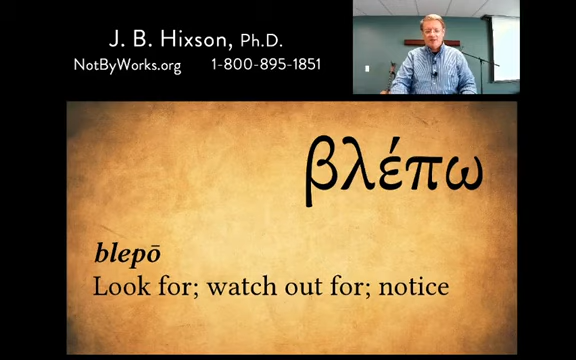 J. B. Hixson, Ph.D.
NotByWorks.org 1-800-895-1851
βλέπω
blepō
Look for; watch out for; notice